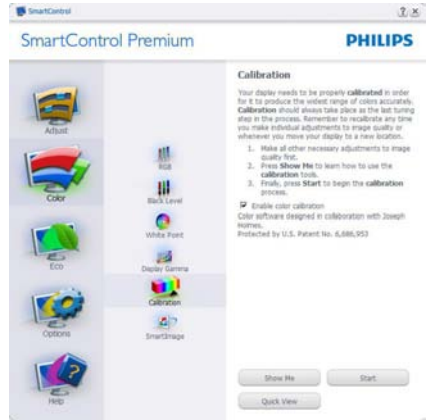 SmartControl
SmartControl Premium
PHILIPS
Adjust
Color
Eco
Options
Help
RGB
Black Level
White Point
Display Gamma
Calibration
SmartImage
Calibration
Your display needs to be properly calibrated in order
for it to produce the widest range of colors accurately.
Calibration should always take place as the last tuning
step in the process. Remember to recalibrate any time
you make individual adjustments to image quality or
whenever you move your display to a new location.
1. Make all other necessary adjustments to image
quality first.
2. Press Show Me to learn how to use the
calibration tools.
3. Finally, press Start to begin the calibration
process.
Enable color calibration
Color software designed in collaboration with Joseph
Holmes.
Protected by U.S. Patent No. 6,686,953
Show Me
Start
Quick View